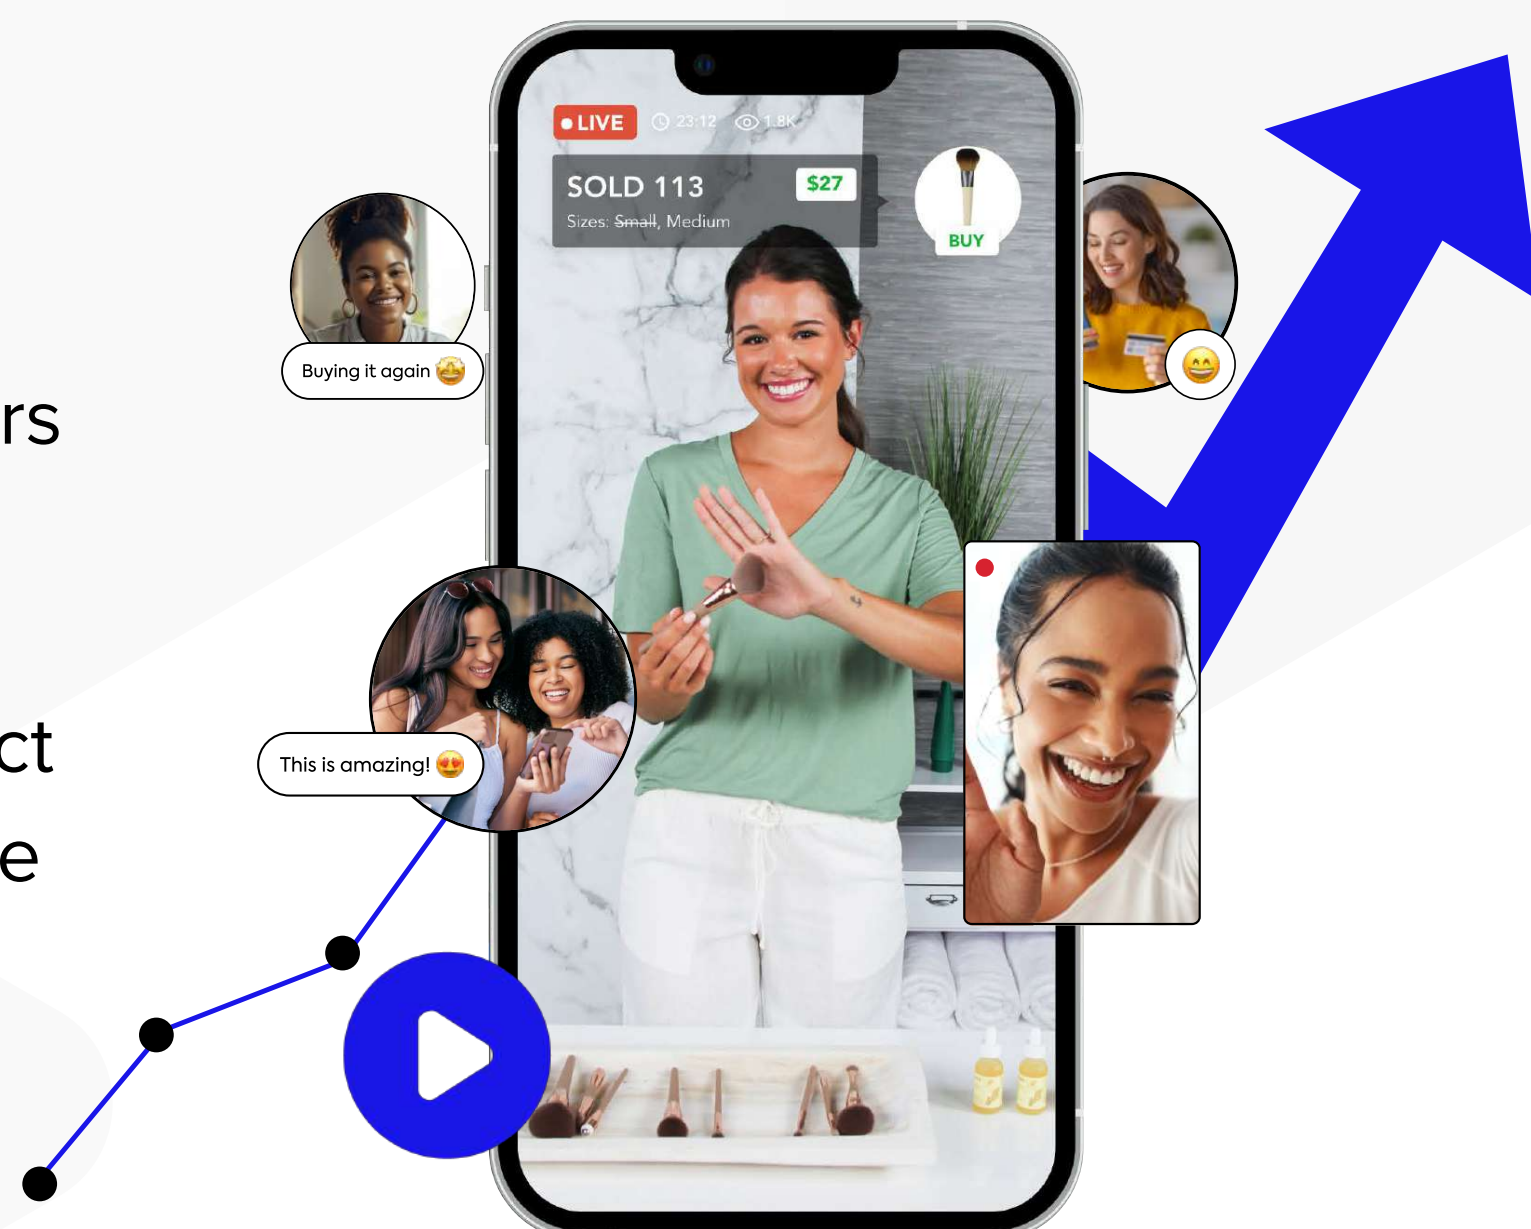 LIVE 23:12 1.8K
SOLD 113 $27
Sizes: Small, Medium
BUY
Buying it again 🤩
rs
ct
This is amazing! 😍
e